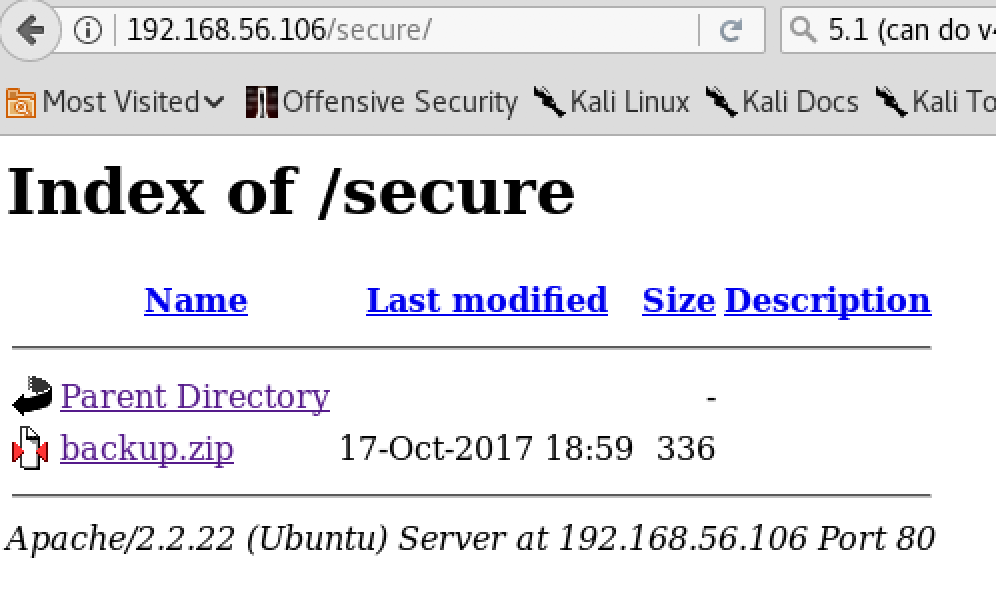 192.168.56.106/secure/ 5.1 (can do v
Most Visited Offensive Security Kali Linux Kali Docs Kali To
Index of /secure
Name Last modified Size Description
Parent Directory -
backup.zip 17-Oct-2017 18:59 336
Apache/2.2.22 (Ubuntu) Server at 192.168.56.106 Port 80